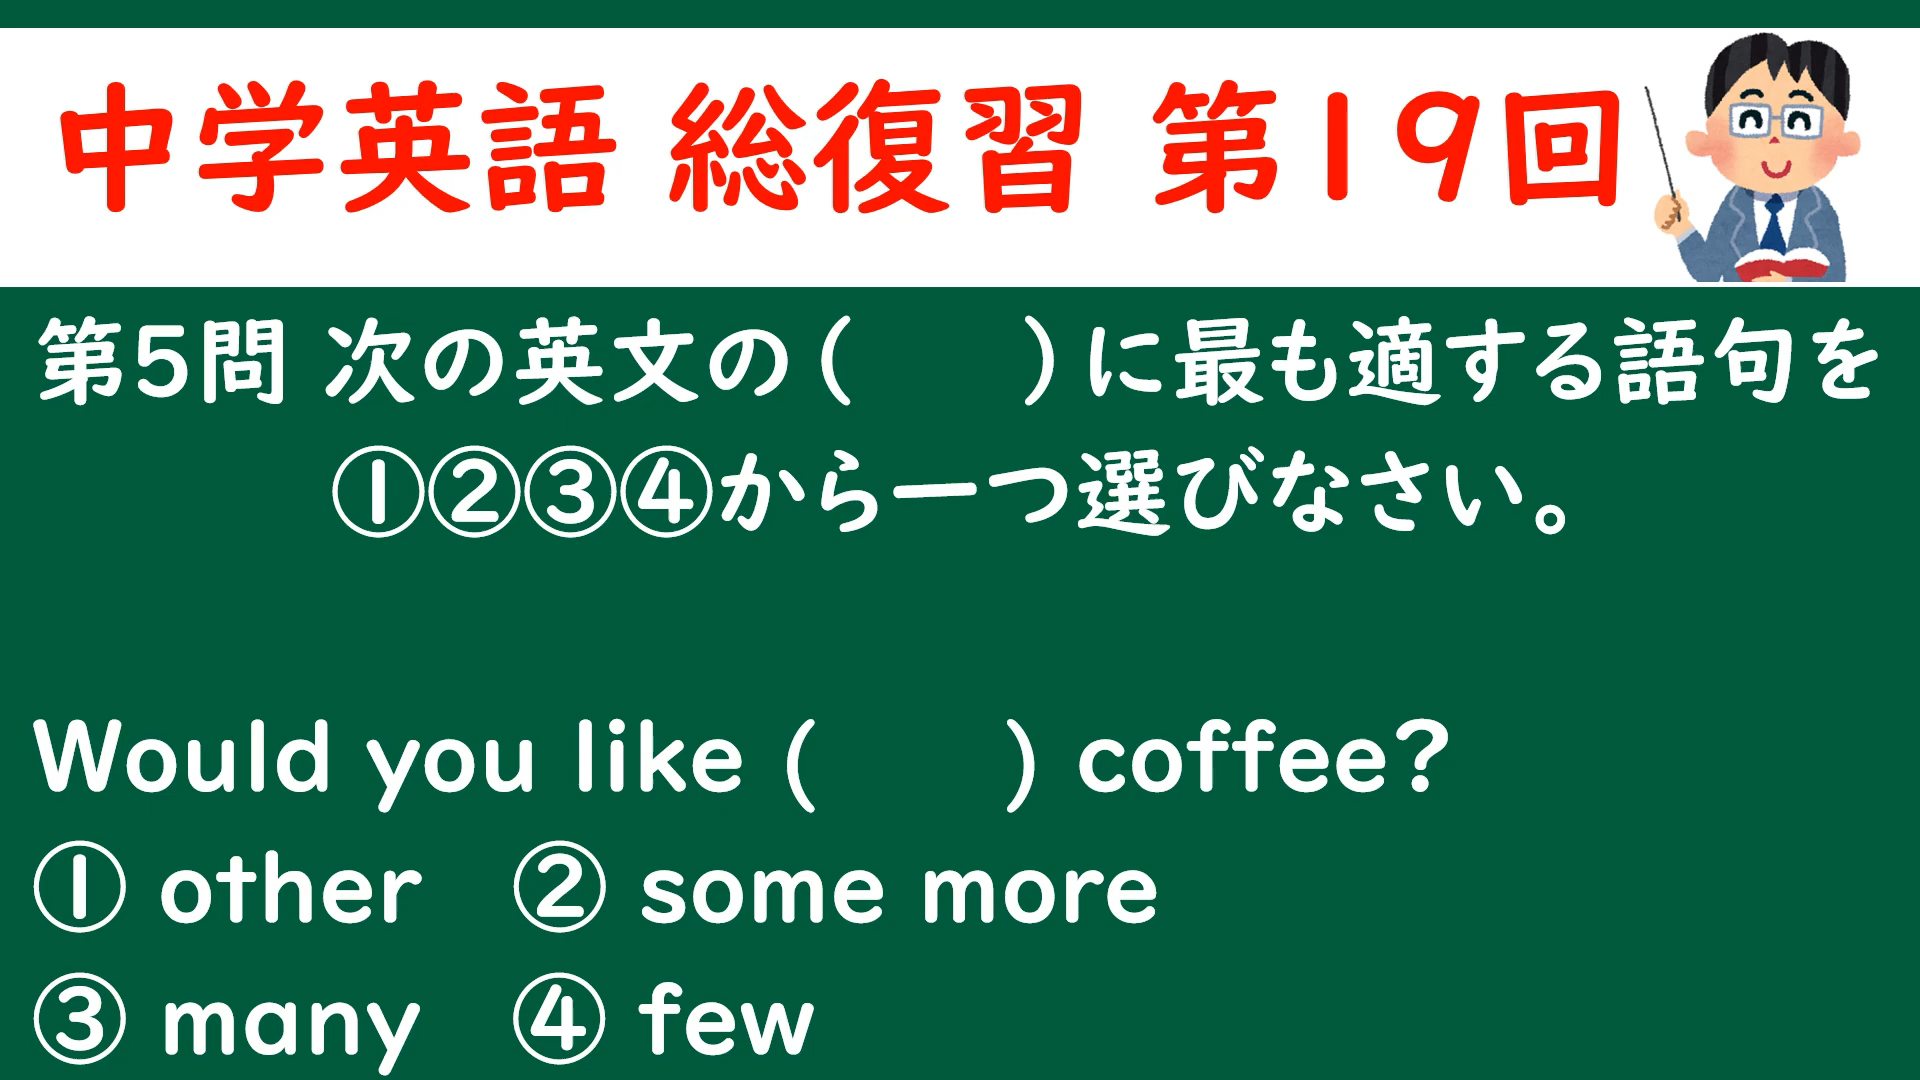 中学英語 総復習 第19回
第5問 次の英文の(　　)に最も適する語句を
①②③④から一つ選びなさい。
Would you like (　　) coffee?
① other　② some more
③ many　④ few